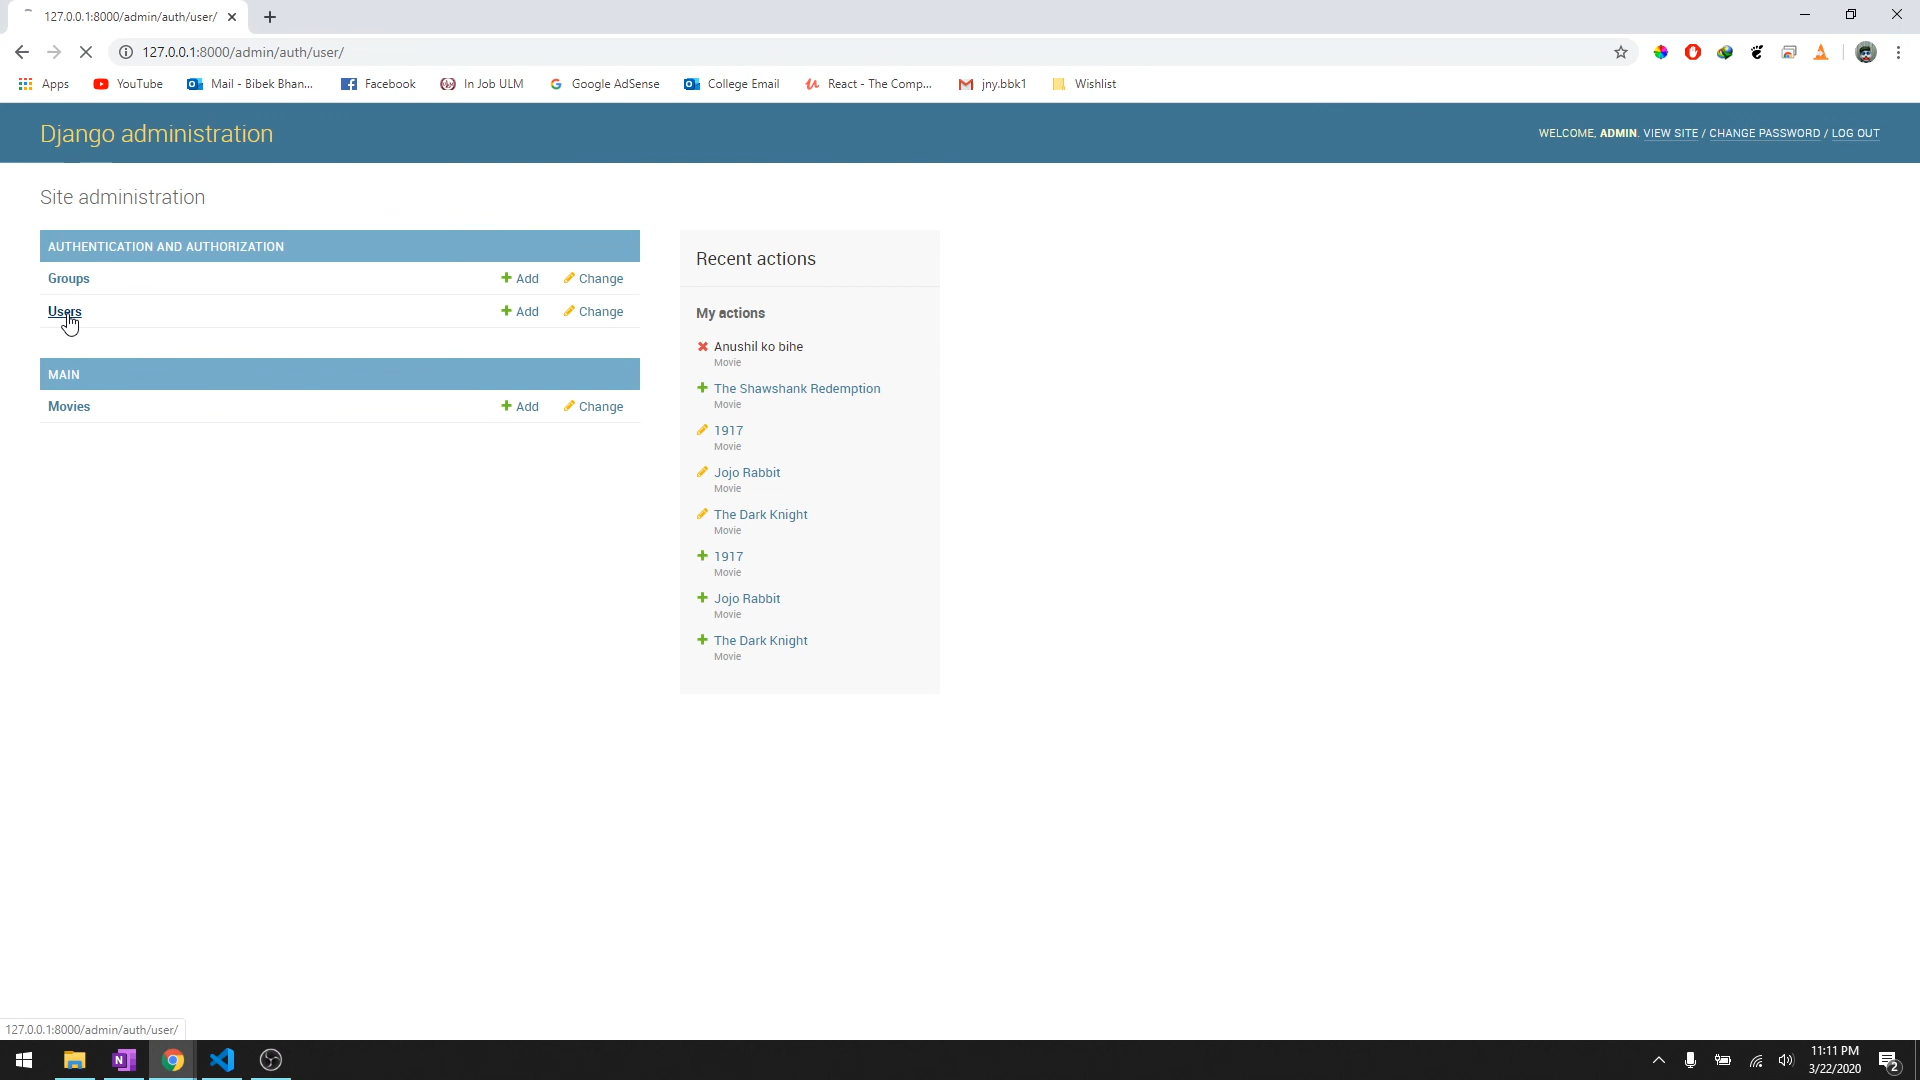 127.0.0.1:8000/admin/auth/user/
127.0.0.1:8000/admin/auth/user/
Apps YouTube Mail - Bibek Bhan... Facebook In Job ULM Google AdSense College Email React - The Comp... jny.bbk1 Wishlist
Django administration
WELCOME, ADMIN. VIEW SITE / CHANGE PASSWORD / LOG OUT
Site administration
AUTHENTICATION AND AUTHORIZATION
Groups Add Change
Users Add Change
MAIN
Movies Add Change
Recent actions
My actions
Anushil ko bihe
Movie
The Shawshank Redemption
Movie
1917
Movie
Jojo Rabbit
Movie
The Dark Knight
Movie
1917
Movie
Jojo Rabbit
Movie
The Dark Knight
Movie
127.0.0.1:8000/admin/auth/user/
11:11 PM
3/22/2020
2